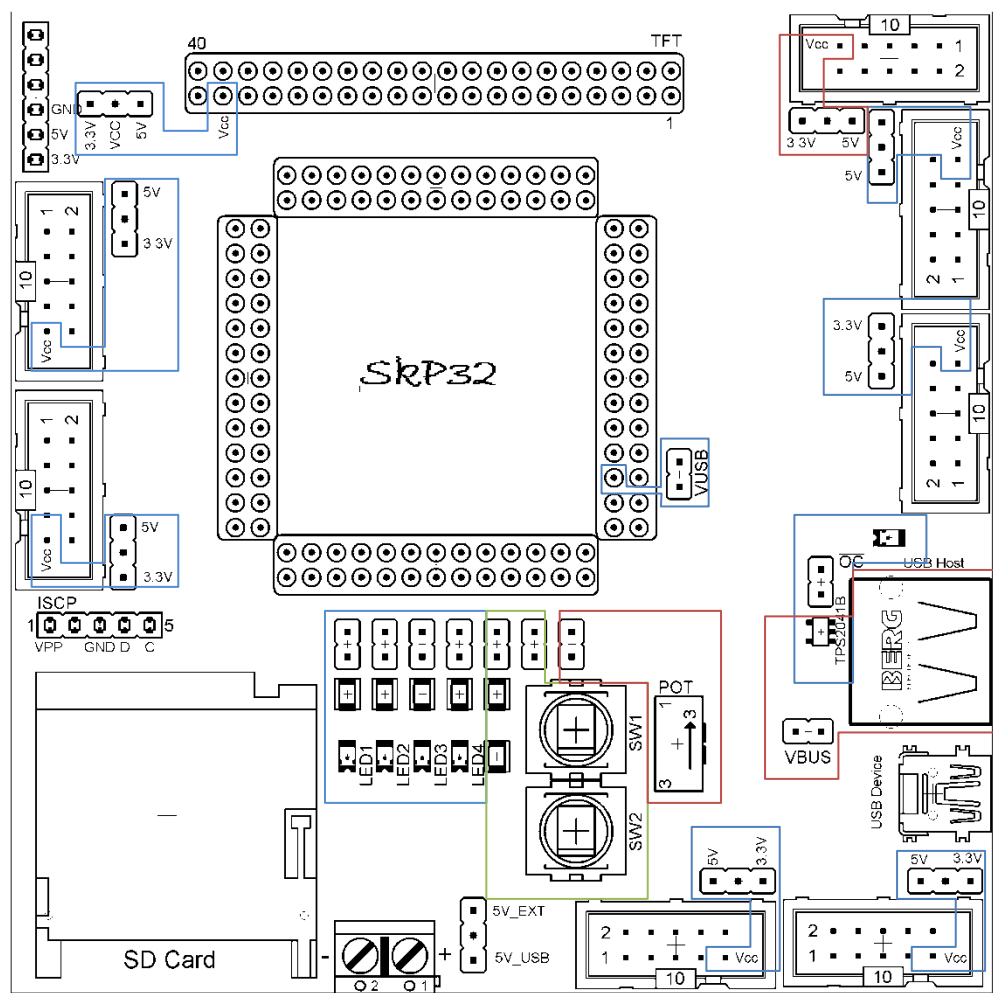 40
TFT
1
GND
5V
3.3V
3.3V
VCC
5V
Vcc
10
Vcc
1
2
3 3V
5V
5V
Vcc
10
2 1
1 2
5V
3 3V
10
Vcc
SkP32
3.3V
5V
Vcc
10
2 1
1 2
10
Vcc
5V
3.3V
VUSB
OC
USB Host
TPS2041B
BERG
ISCP
1 5
VPP GND D C
POT
1
3
3
SW1
SW2
LED1
LED2
LED3
LED4
VBUS
USB Device
5V
3.3V
5V
3.3V
SD Card
- +
2 1
5V_EXT
5V_USB
2
1
Vcc
10
2
1
Vcc
10